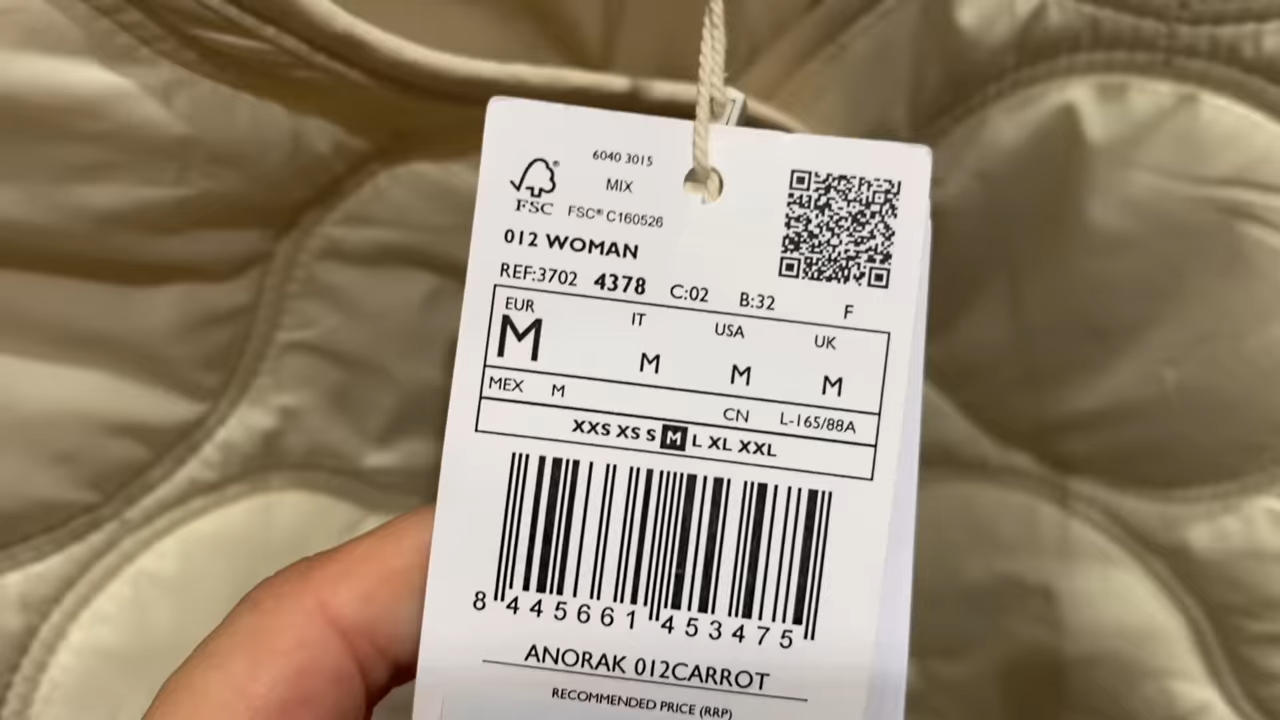 6040 3015
MIX
FSC® C160526
FSC
012 WOMAN
REF:3702 4378 C:02 B:32 F
EUR IT USA UK
M M M M
MEX M CN L-165/88A
XXS XS S M L XL XXL
8 445661 453475
ANORAK 012CARROT
RECOMMENDED PRICE (RRP)